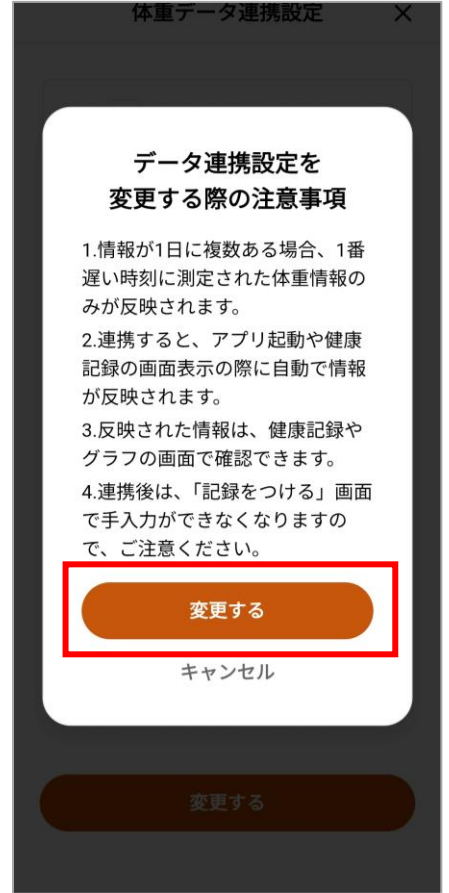 体重データ連携設定 ×
データ連携設定を
変更する際の注意事項
1.情報が1日に複数ある場合、1番
遅い時刻に測定された体重情報の
みが反映されます。
2.連携すると、アプリ起動や健康
記録の画面表示の際に自動で情報
が反映されます。
3.反映された情報は、健康記録や
グラフの画面で確認できます。
4.連携後は、「記録をつける」画面
で手入力ができなくなりますの
で、ご注意ください。
変更する
キャンセル
変更する